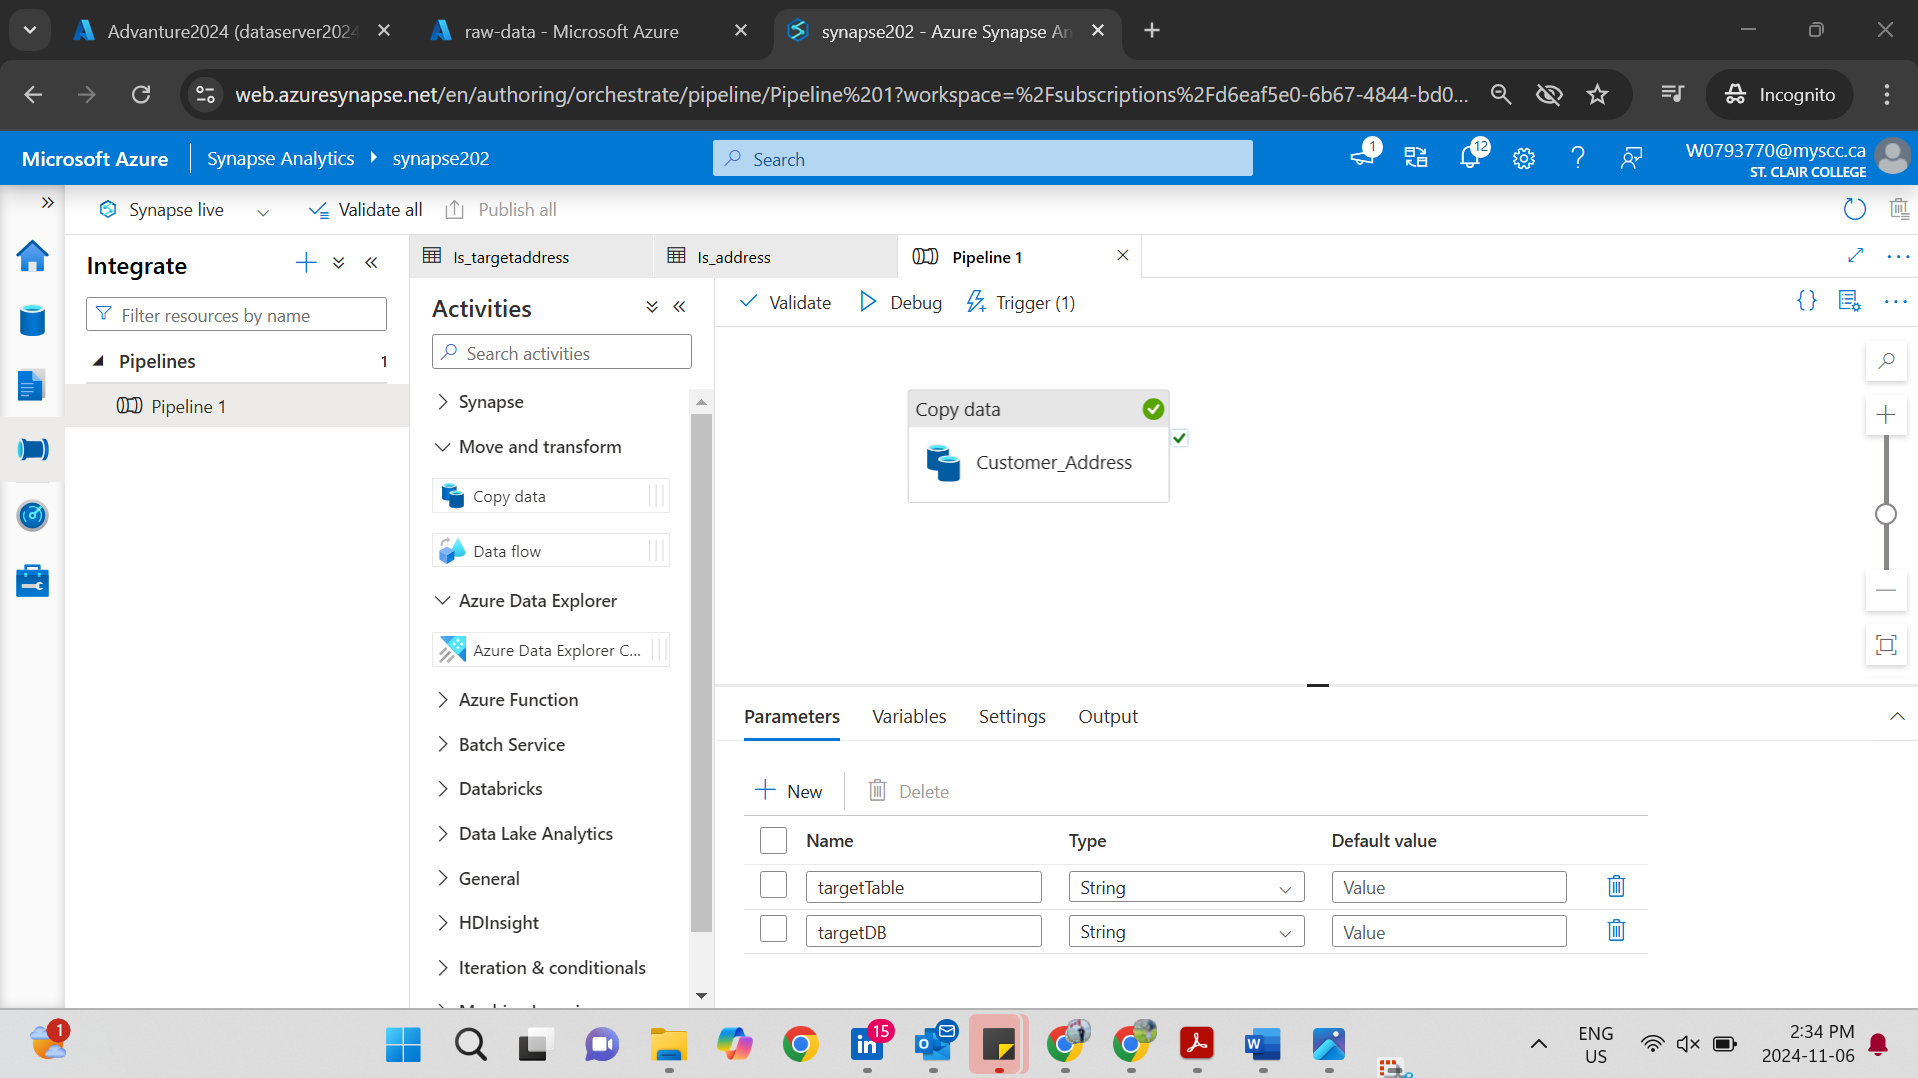 Advanture2024 (dataserver2024
raw-data - Microsoft Azure
synapse202 - Azure Synapse An
web.azuresynapse.net/en/authoring/orchestrate/pipeline/Pipeline%201?workspace=%2Fsubscriptions%2Fd6eaf5e0-6b67-4844-bd0...
Incognito
Microsoft Azure
Synapse Analytics
synapse202
Search
1
12
W0793770@myscc.ca
ST. CLAIR COLLEGE
Synapse live
Validate all
Publish all
Integrate
Filter resources by name
Pipelines
1
Pipeline 1
ls_targetaddress
ls_address
Pipeline 1
Activities
Search activities
Synapse
Move and transform
Copy data
Data flow
Azure Data Explorer
Azure Data Explorer C...
Azure Function
Batch Service
Databricks
Data Lake Analytics
General
HDInsight
Iteration & conditionals
Validate
Debug
Trigger (1)
Copy data
Customer_Address
Parameters
Variables
Settings
Output
New
Delete
Name
Type
Default value
targetTable
String
Value
targetDB
String
Value
1
15
ENG
US
2:34 PM
2024-11-06